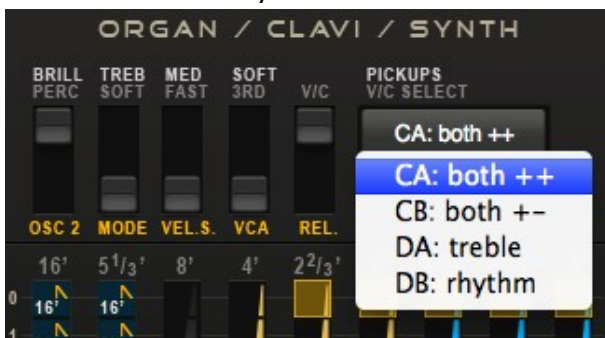 ORGAN / CLAVI / SYNTH
BRILL TREB MED SOFT PICKUPS
PERC SOFT FAST 3RD V/C V/C SELECT
CA: both ++
CA: both ++
CB: both +-
DA: treble
DB: rhythm
OSC 2 MODE VEL.S. VCA REL.
16' 5 1/3' 8' 4' 2 2/3'
0 16' 16'
1